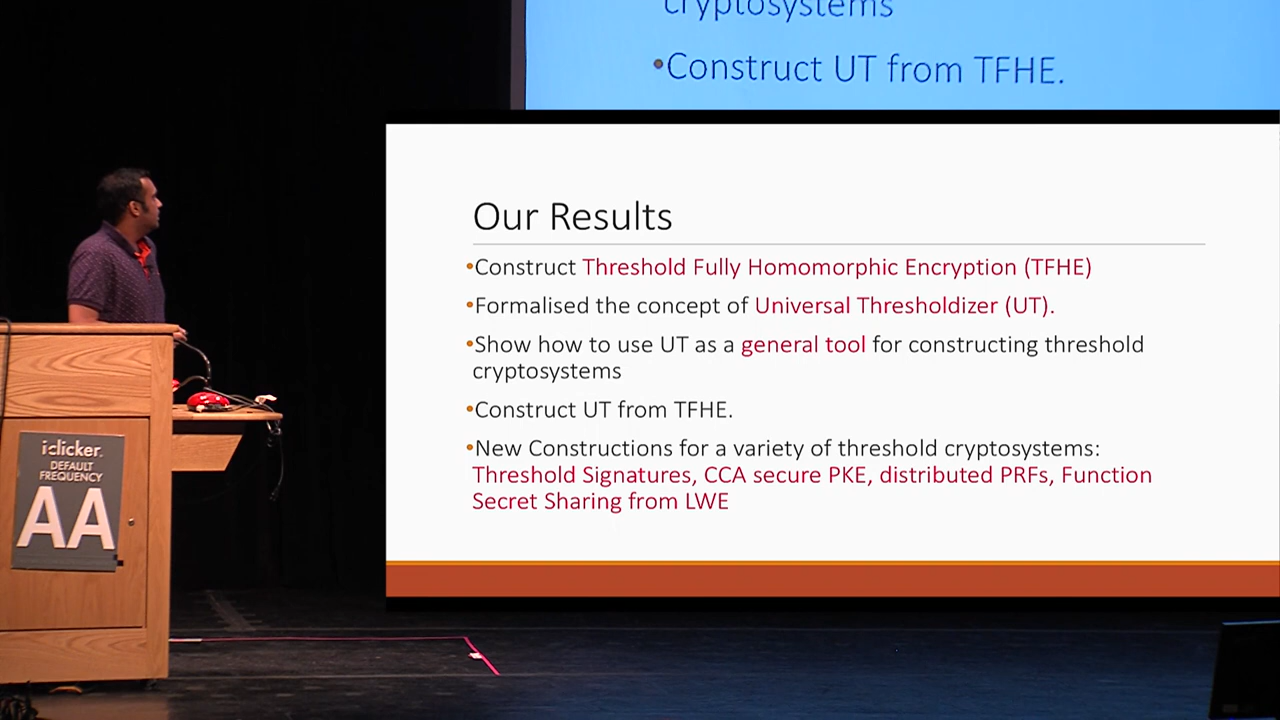 cryptosystems
•Construct UT from TFHE.
Our Results
•Construct Threshold Fully Homomorphic Encryption (TFHE)
•Formalised the concept of Universal Thresholdizer (UT).
•Show how to use UT as a general tool for constructing threshold
cryptosystems
•Construct UT from TFHE.
•New Constructions for a variety of threshold cryptosystems:
Threshold Signatures, CCA secure PKE, distributed PRFs, Function
Secret Sharing from LWE
i>clicker.
DEFAULT
FREQUENCY
AA